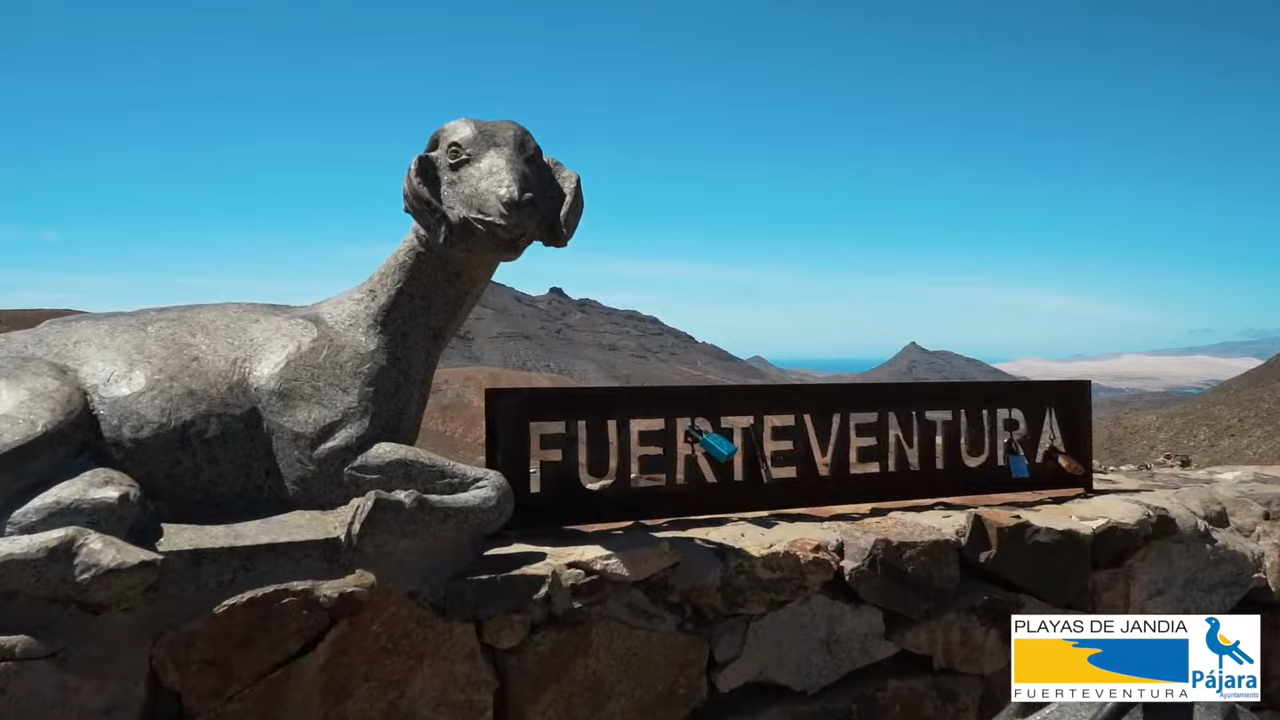 FUERTEVENTURA
PLAYAS DE JANDIA
FUERTEVENTURA
Pájara
Ayuntamiento